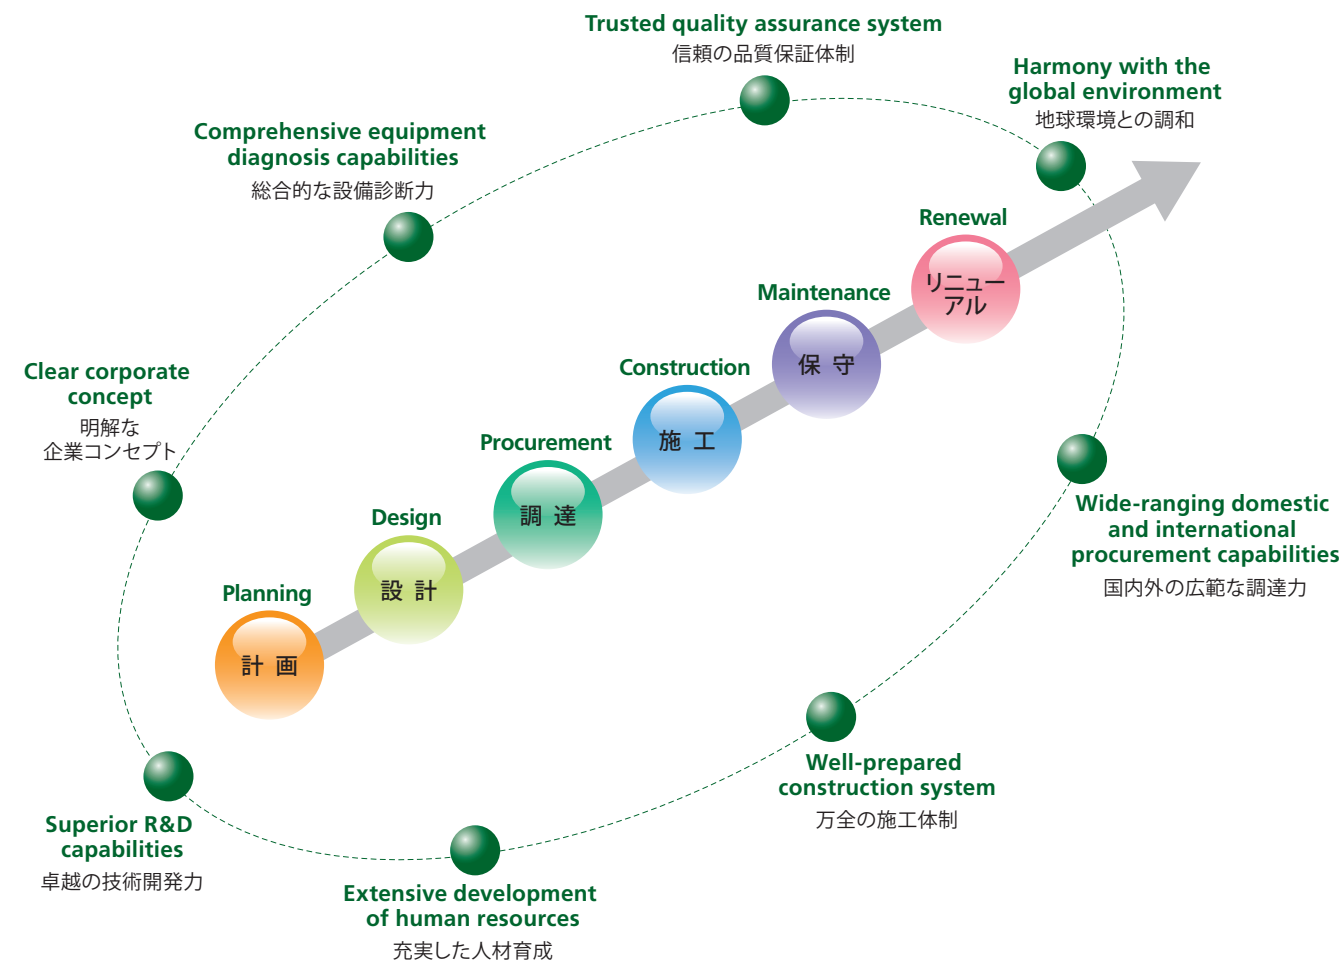 Trusted quality assurance system
信頼の品質保証体制
Harmony with the
global environment
地球環境との調和
Comprehensive equipment
diagnosis capabilities
総合的な設備診断力
Renewal
リニュー
アル
Maintenance
保 守
Construction
施 工
Clear corporate
concept
明解な
企業コンセプト
Procurement
調 達
Design
設 計
Planning
計 画
Wide-ranging domestic
and international
procurement capabilities
国内外の広範な調達力
Well-prepared
construction system
万全の施工体制
Superior R&D
capabilities
卓越の技術開発力
Extensive development
of human resources
充実した人材育成